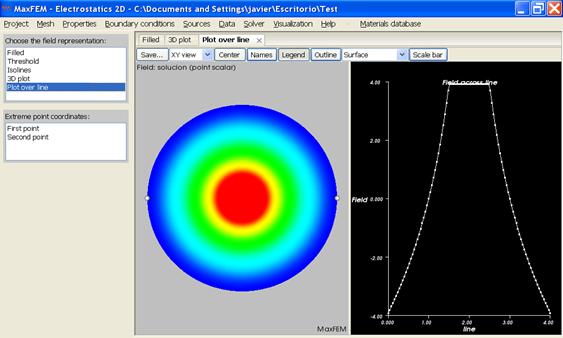 MaxFEM - Electrostatics 2D - C:\Documents and Settings\javier\Escritorio\Test
Project Mesh Properties Boundary conditions Sources Data Solver Visualization Help Materials database
Choose the field representation:
Filled
Threshold
Isolines
3D plot
Plot over line
Extreme point coordinates:
First point
Second point
Filled 3D plot Plot over line
Save... XY view Center Names Legend Outline Surface Scale bar
Field: solucion (point scalar)
MaxFEM
Field across line
4.00
2.00
Field 0.000
-2.00
-4.00
0.000 1.00 2.00 3.00 4.00
line